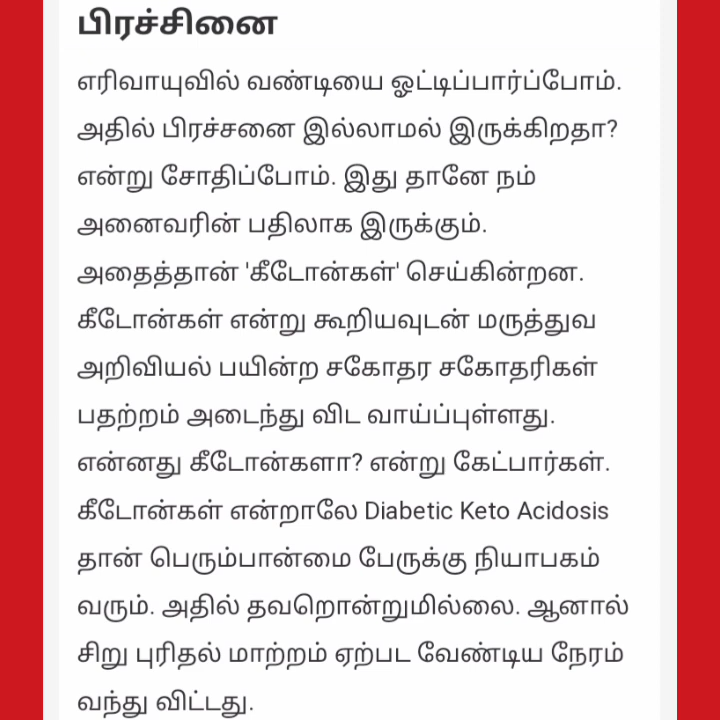 பிரச்சினை
எரிவாயுவில் வண்டியை ஓட்டிப்பார்ப்போம்.
அதில் பிரச்சனை இல்லாமல் இருக்கிறதா?
என்று சோதிப்போம். இது தானே நம்
அனைவரின் பதிலாக இருக்கும்.
அதைத்தான் 'கீடோன்கள்' செய்கின்றன.
கீடோன்கள் என்று கூறியவுடன் மருத்துவ
அறிவியல் பயின்ற சகோதர சகோதரிகள்
பதற்றம் அடைந்து விட வாய்ப்புள்ளது.
என்னது கீடோன்களா? என்று கேட்பார்கள்.
கீடோன்கள் என்றாலே Diabetic Keto Acidosis
தான் பெரும்பான்மை பேருக்கு நியாபகம்
வரும். அதில் தவறொன்றுமில்லை. ஆனால்
சிறு புரிதல் மாற்றம் ஏற்பட வேண்டிய நேரம்
வந்து விட்டது.